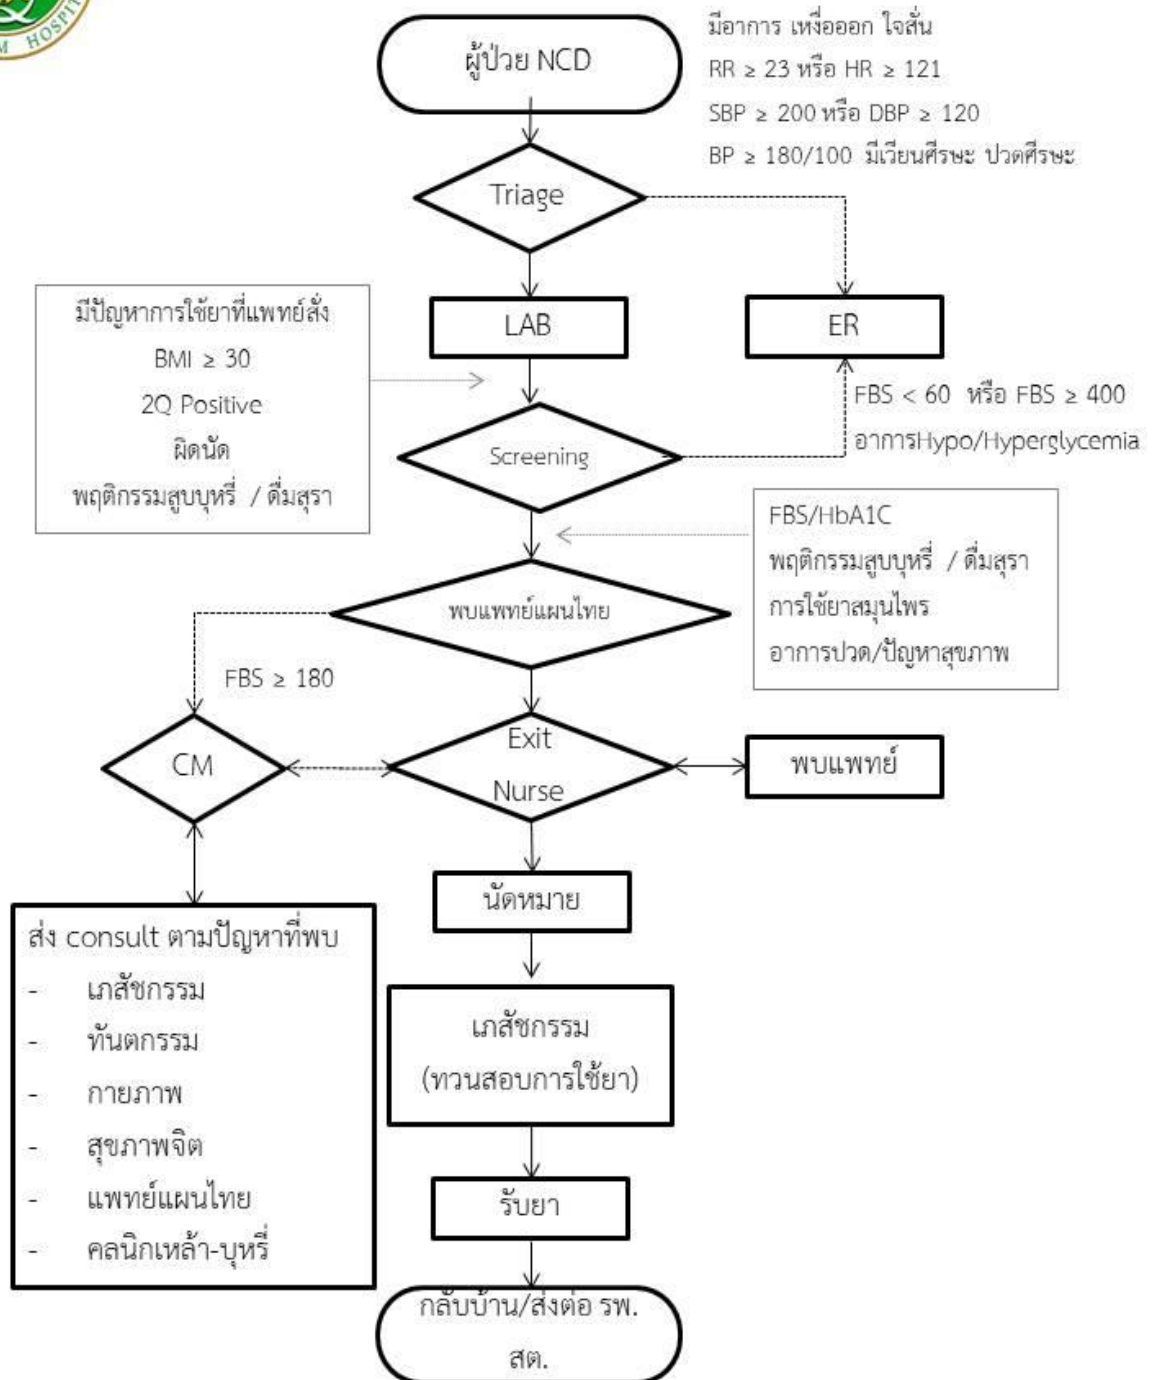 M HOSPIT
ผู้ป่วย NCD
มีอาการ เหงื่อออก ใจสั่น
RR ≥ 23 หรือ HR ≥ 121
SBP ≥ 200 หรือ DBP ≥ 120
BP ≥ 180/100 มีเวียนศีรษะ ปวดศีรษะ
Triage
มีปัญหาการใช้ยาที่แพทย์สั่ง
BMI ≥ 30
2Q Positive
ผิดนัด
พฤติกรรมสูบบุหรี่ / ดื่มสุรา
LAB
ER
FBS < 60 หรือ FBS ≥ 400
อาการHypo/Hyperglycemia
Screening
FBS/HbA1C
พฤติกรรมสูบบุหรี่ / ดื่มสุรา
การใช้ยาสมุนไพร
อาการปวด/ปัญหาสุขภาพ
พบแพทย์แผนไทย
FBS ≥ 180
CM
Exit
Nurse
พบแพทย์
นัดหมาย
ส่ง consult ตามปัญหาที่พบ
- เภสัชกรรม
- ทันตกรรม
- กายภาพ
- สุขภาพจิต
- แพทย์แผนไทย
- คลนิกเหล้า-บุหรี่
เภสัชกรรม
(ทวนสอบการใช้ยา)
รับยา
กลับบ้าน/ส่งต่อ รพ.
สต.